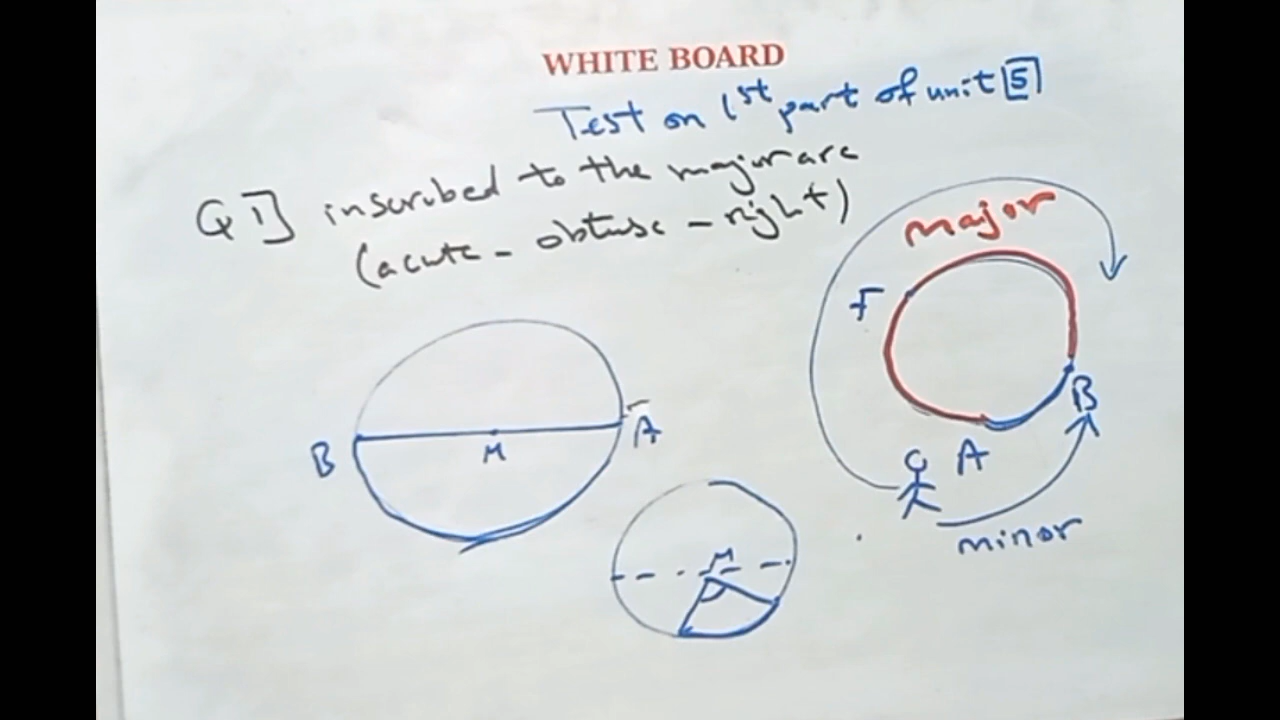 WHITE BOARD
Test on 1st part of unit 5
Q1] inscribed to the major arc
(acute - obtuse - right)
major
F
B
A
minor
B
M
A
M